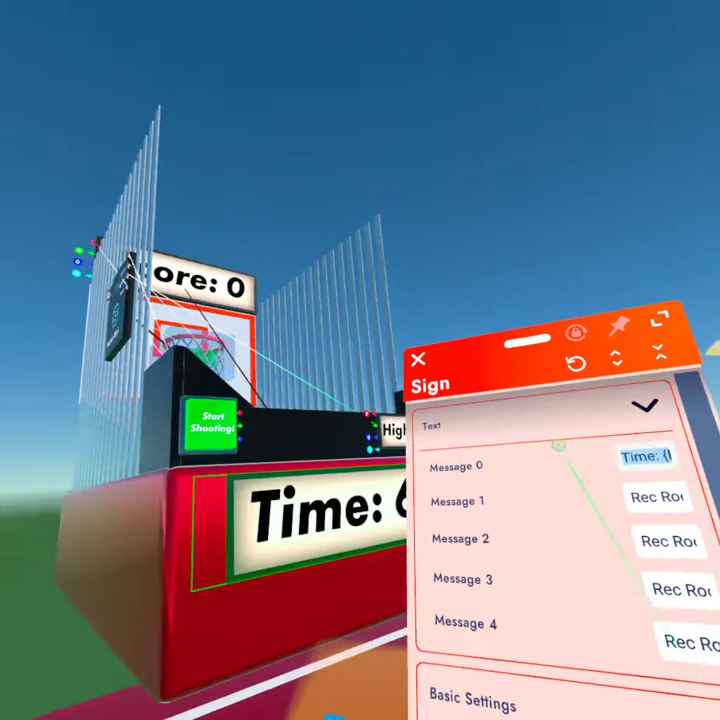 ore: 0
Start
Shooting!
High
Time: 6
Sign
Text
Message 0
Time: {
Message 1
Rec Ro
Message 2
Rec Ro
Message 3
Rec Ro
Message 4
Rec Ro
Basic Settings